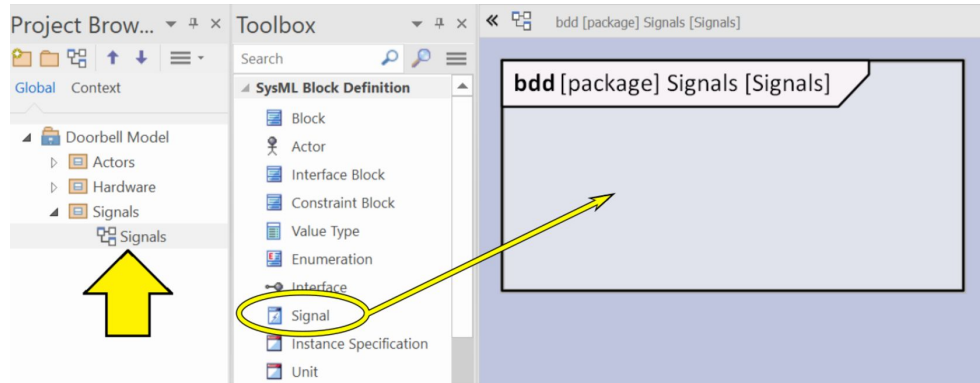 Project Brow...
Global Context
Doorbell Model
Actors
Hardware
Signals
Signals
Toolbox
Search
SysML Block Definition
Block
Actor
Interface Block
Constraint Block
Value Type
Enumeration
Interface
Signal
Instance Specification
Unit
bdd [package] Signals [Signals]
bdd [package] Signals [Signals]